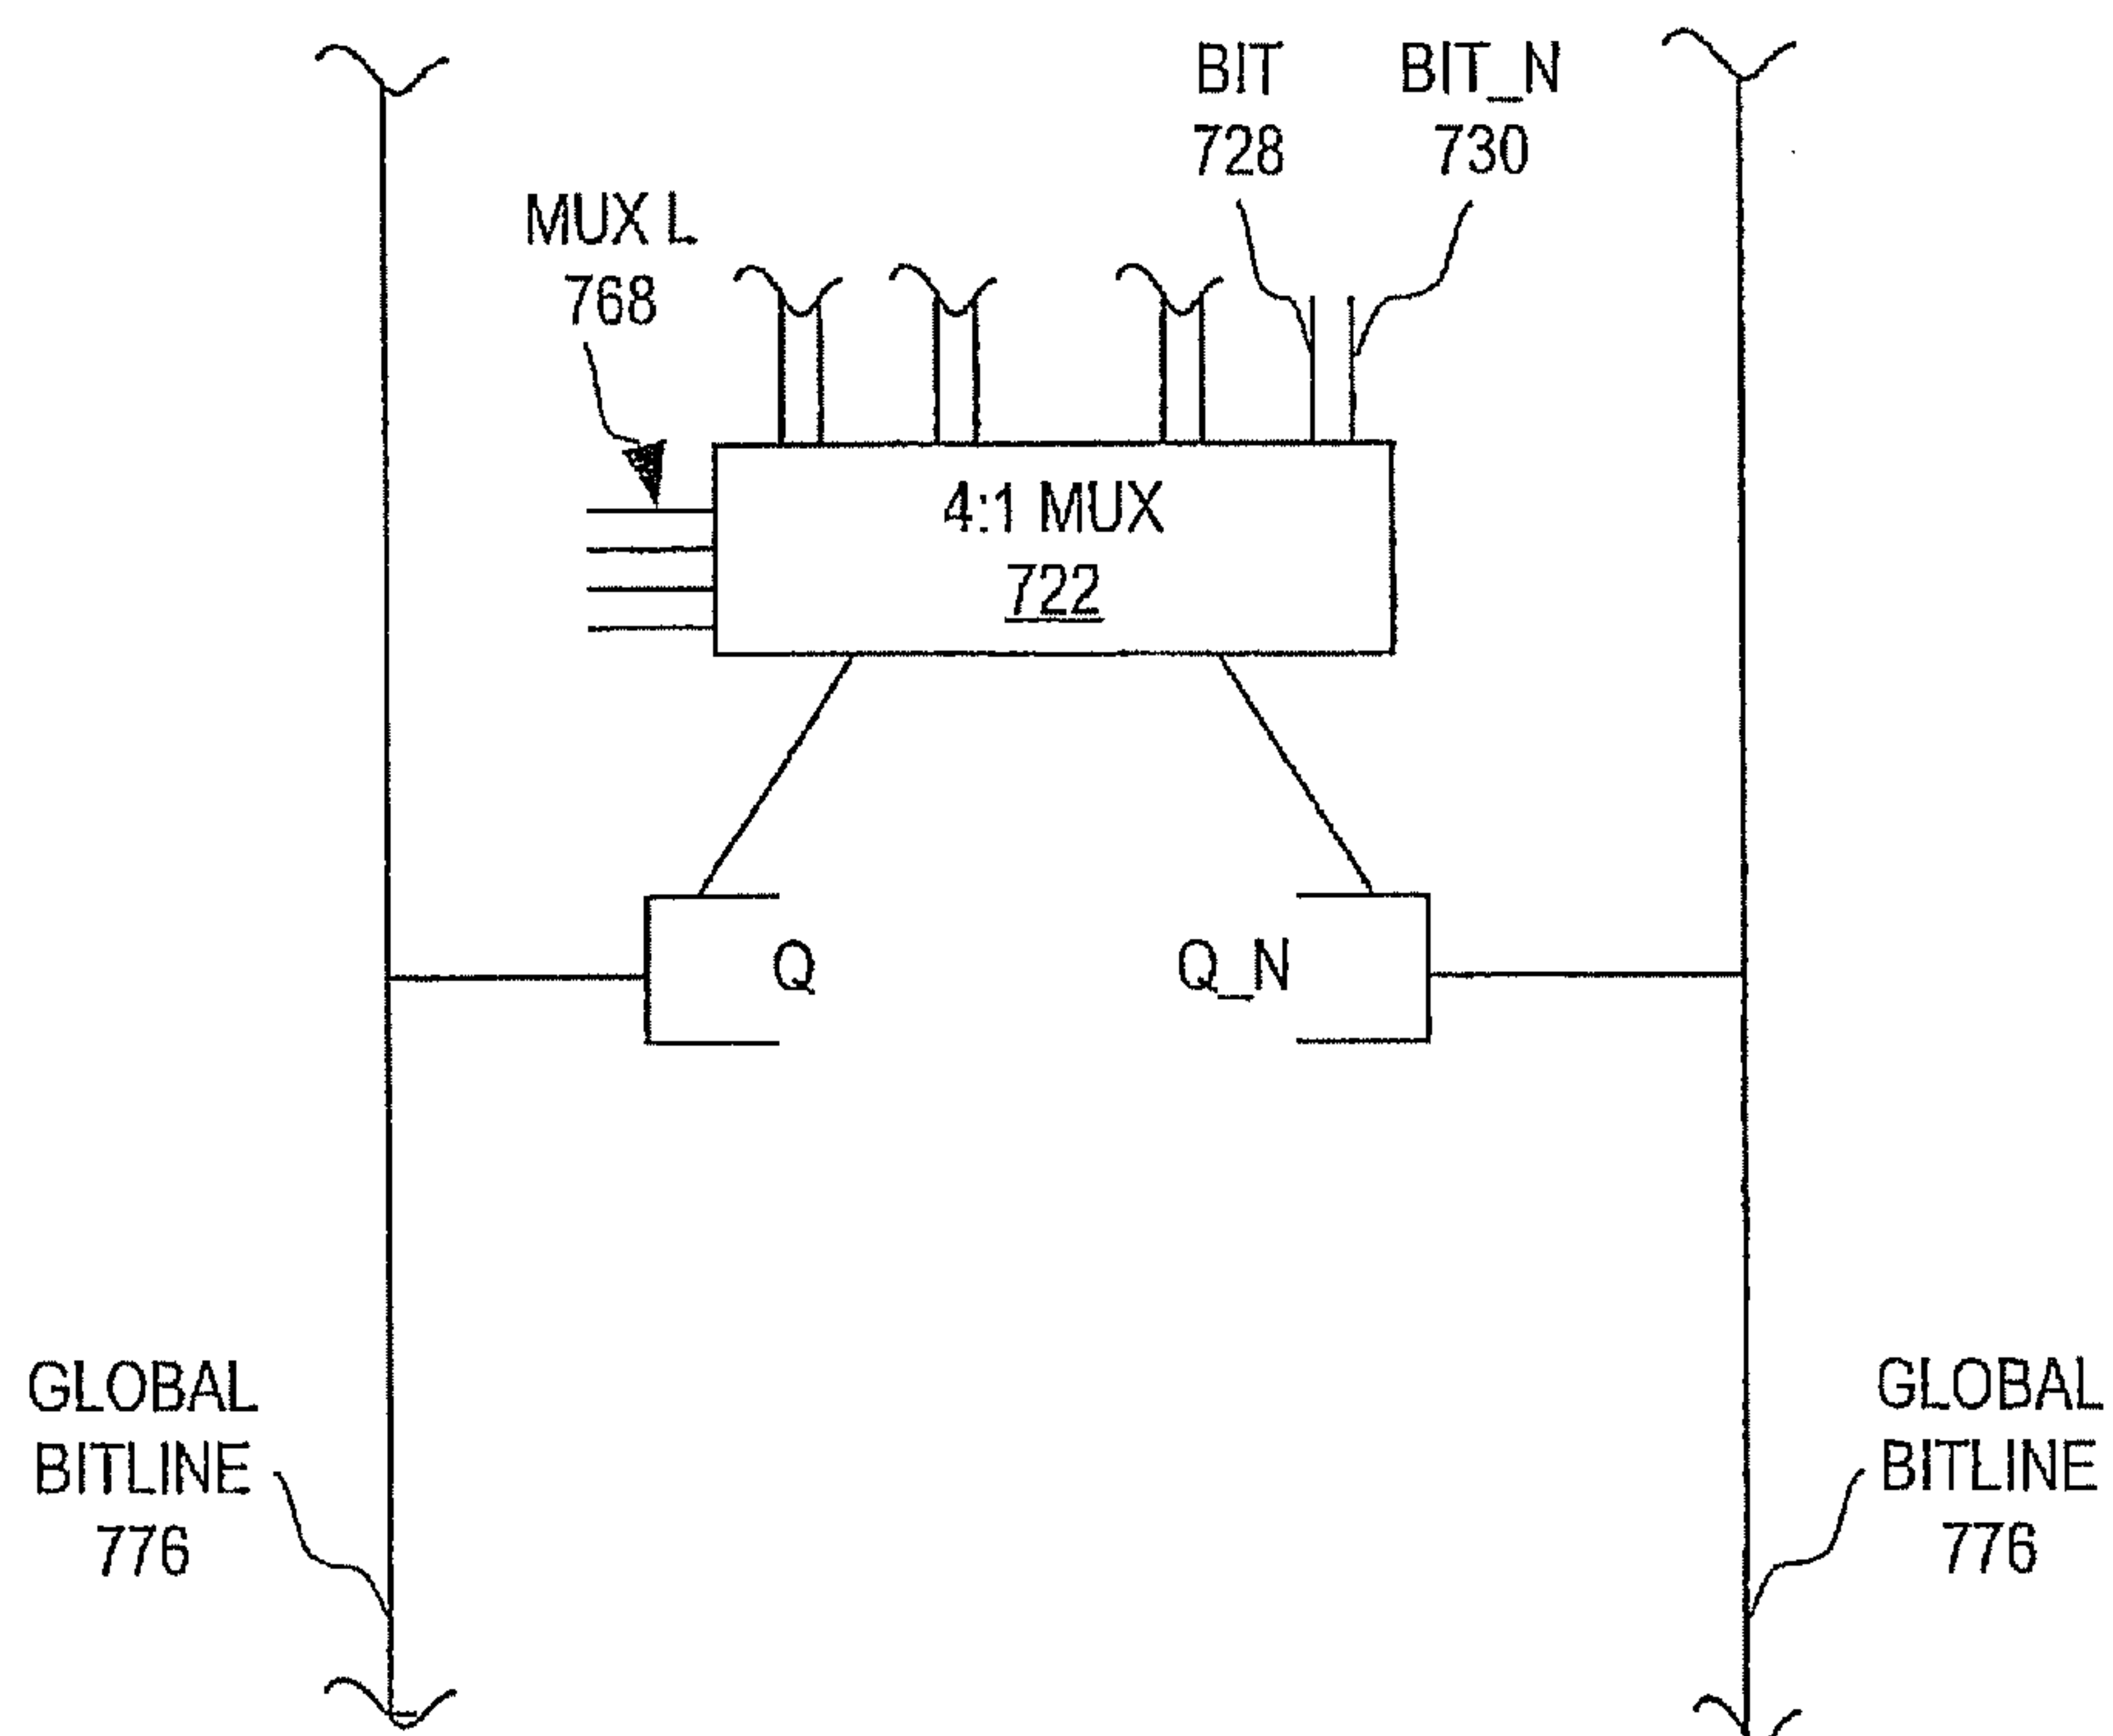 BIT
728
BIT_N
730
MUX L
768
4:1 MUX
722
Q
Q_N
GLOBAL
BITLINE
776
GLOBAL
BITLINE
776